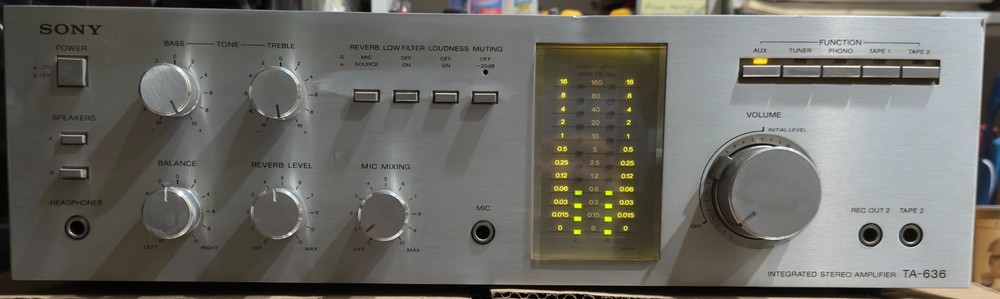 SONY
POWER
ON
OFF
BASS TONE TREBLE
REVERB LOW FILTER LOUDNESS MUTING
MIC OFF OFF OFF
SOURCE ON ON -20dB
SPEAKERS
A
B
BALANCE REVERB LEVEL MIC MIXING
LEFT RIGHT OFF MAX OFF MAX
HEADPHONES
MIC
16 160 16
8 80 8
4 40 4
2 20 2
1 10 1
0.5 5 0.5
0.25 2.5 0.25
0.12 1.2 0.12
0.06 0.6 0.06
0.03 0.3 0.03
0.015 0.15 0.015
0 0 0
L R
FUNCTION
AUX TUNER PHONO TAPE 1 TAPE 2
VOLUME
INITIAL LEVEL
OFF
REC OUT 2 TAPE 2
INTEGRATED STEREO AMPLIFIER TA-636